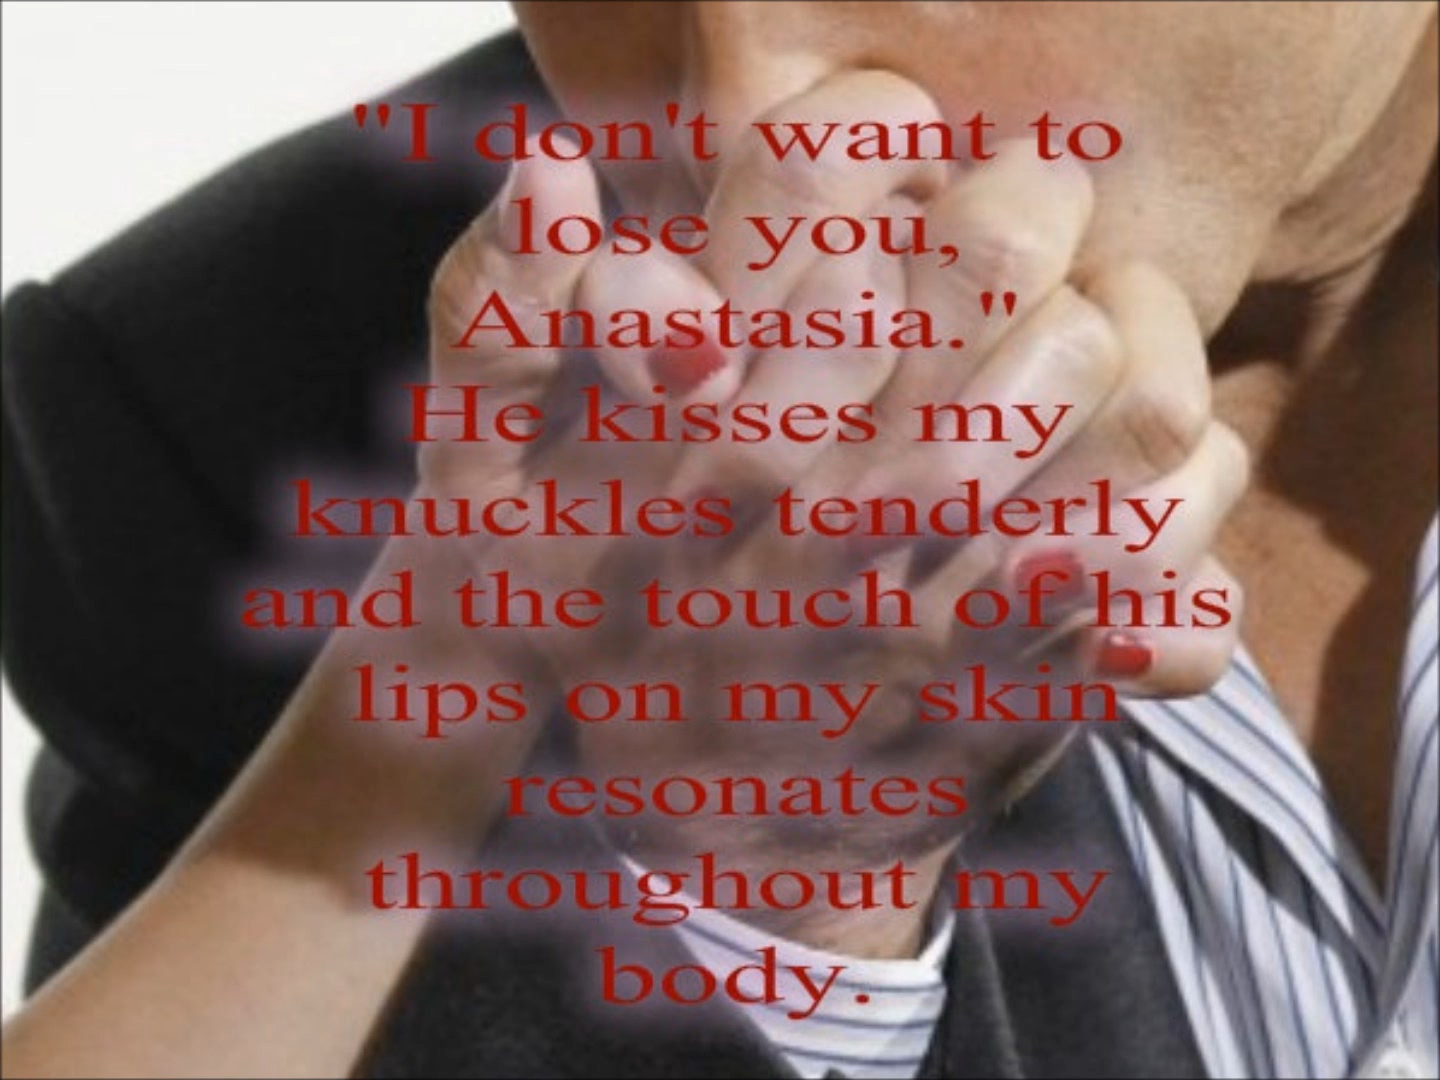 "I don't want to
lose you,
Anastasia."
He kisses my
knuckles tenderly
and the touch of his
lips on my skin
resonates
throughout my
body.